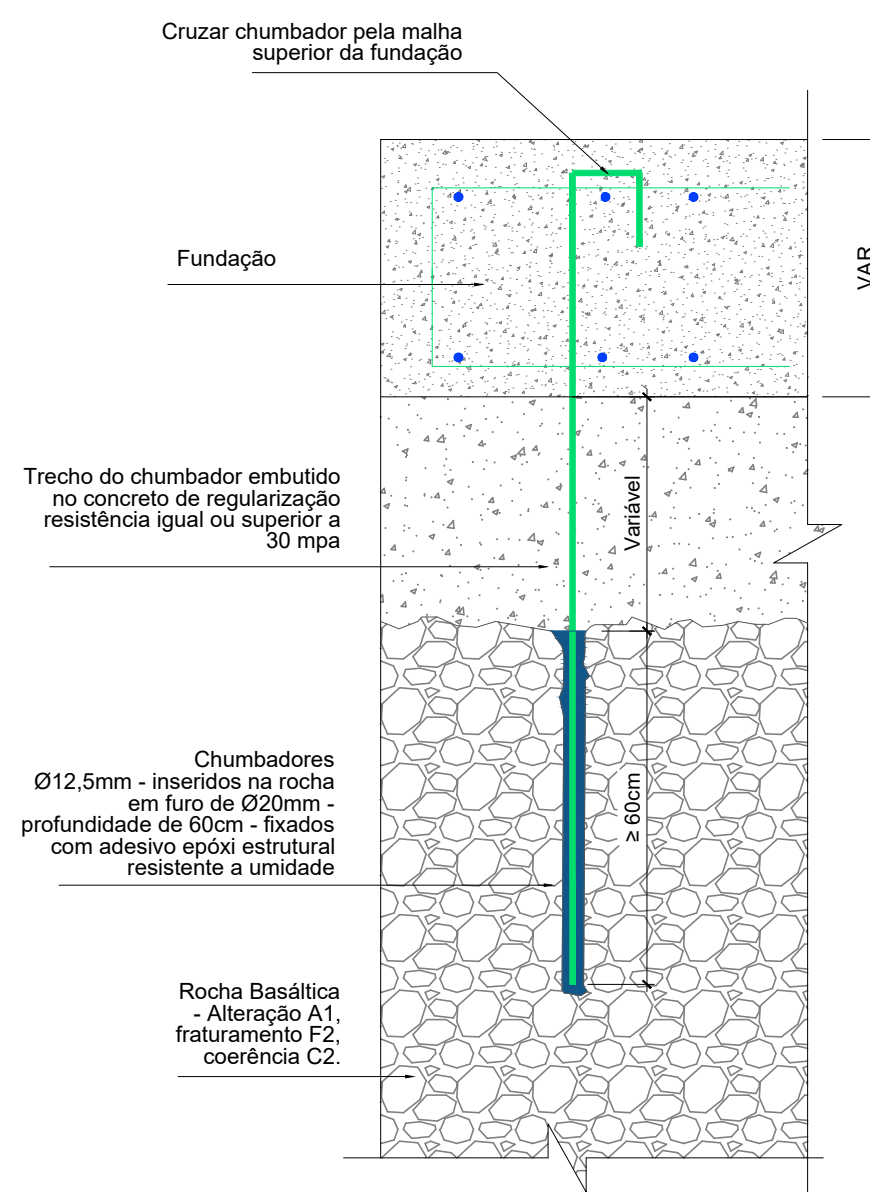 Cruzar chumbador pela malha
superior da fundação
Fundação
VAR
Trecho do chumbador embutido
no concreto de regularização
resistência igual ou superior a
30 mpa
Variável
Chumbadores
Ø12,5mm - inseridos na rocha
em furo de Ø20mm -
profundidade de 60cm - fixados
com adesivo epóxi estrutural
resistente a umidade
≥ 60cm
Rocha Basáltica
- Alteração A1,
fraturamento F2,
coerência C2.